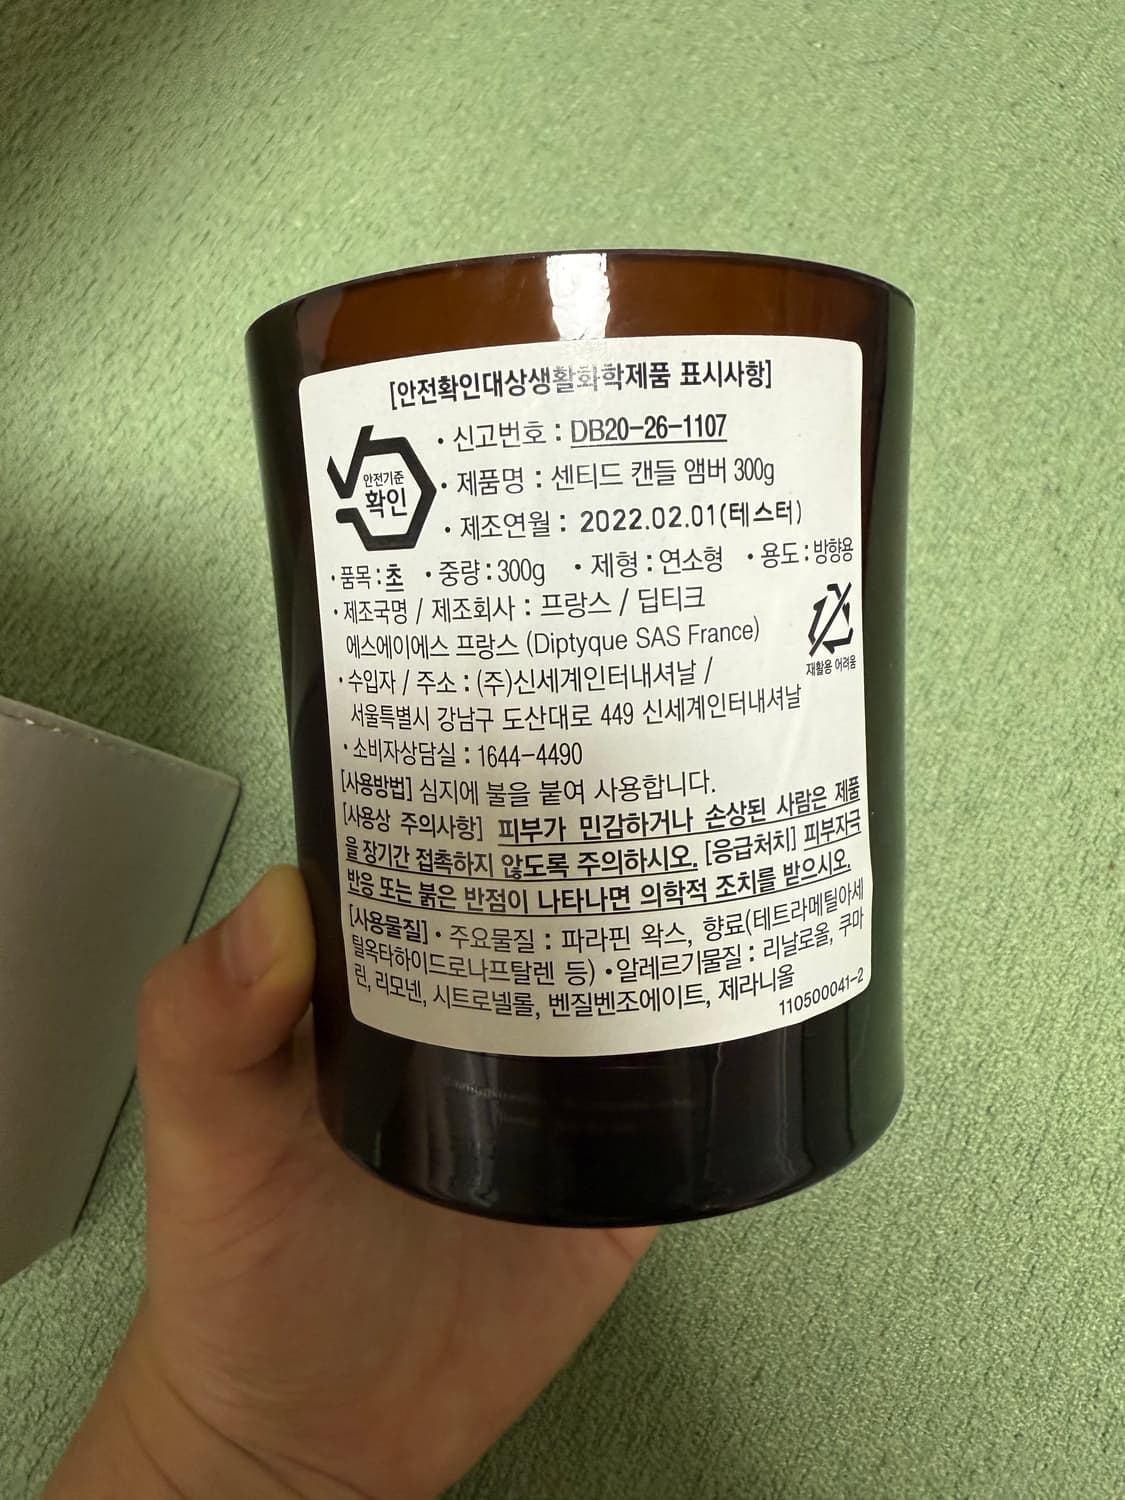 [안전확인대상생활화학제품 표시사항]
안전기준
확인
• 신고번호 : DB20-26-1107
• 제품명 : 센티드 캔들 앰버 300g
• 제조연월 : 2022.02.01(테스터)
• 품목 : 초 • 중량 : 300g • 제형 : 연소형 • 용도 : 방향용
• 제조국명 / 제조회사 : 프랑스 / 딥티크
에스에이에스 프랑스 (Diptyque SAS France)
재활용 어려움
• 수입자 / 주소 : (주)신세계인터내셔날 /
서울특별시 강남구 도산대로 449 신세계인터내셔날
• 소비자상담실 : 1644-4490
[사용방법] 심지에 불을 붙여 사용합니다.
[사용상 주의사항] 피부가 민감하거나 손상된 사람은 제품
을 장기간 접촉하지 않도록 주의하시오. [응급처치] 피부자극
반응 또는 붉은 반점이 나타나면 의학적 조치를 받으시오.
[사용물질] • 주요물질 : 파라핀 왁스, 향료(테트라메틸아세
틸옥타하이드로나프탈렌 등) • 알레르기물질 : 리날로올, 쿠마
린, 리모넨, 시트로넬롤, 벤질벤조에이트, 제라니올
110500041-2